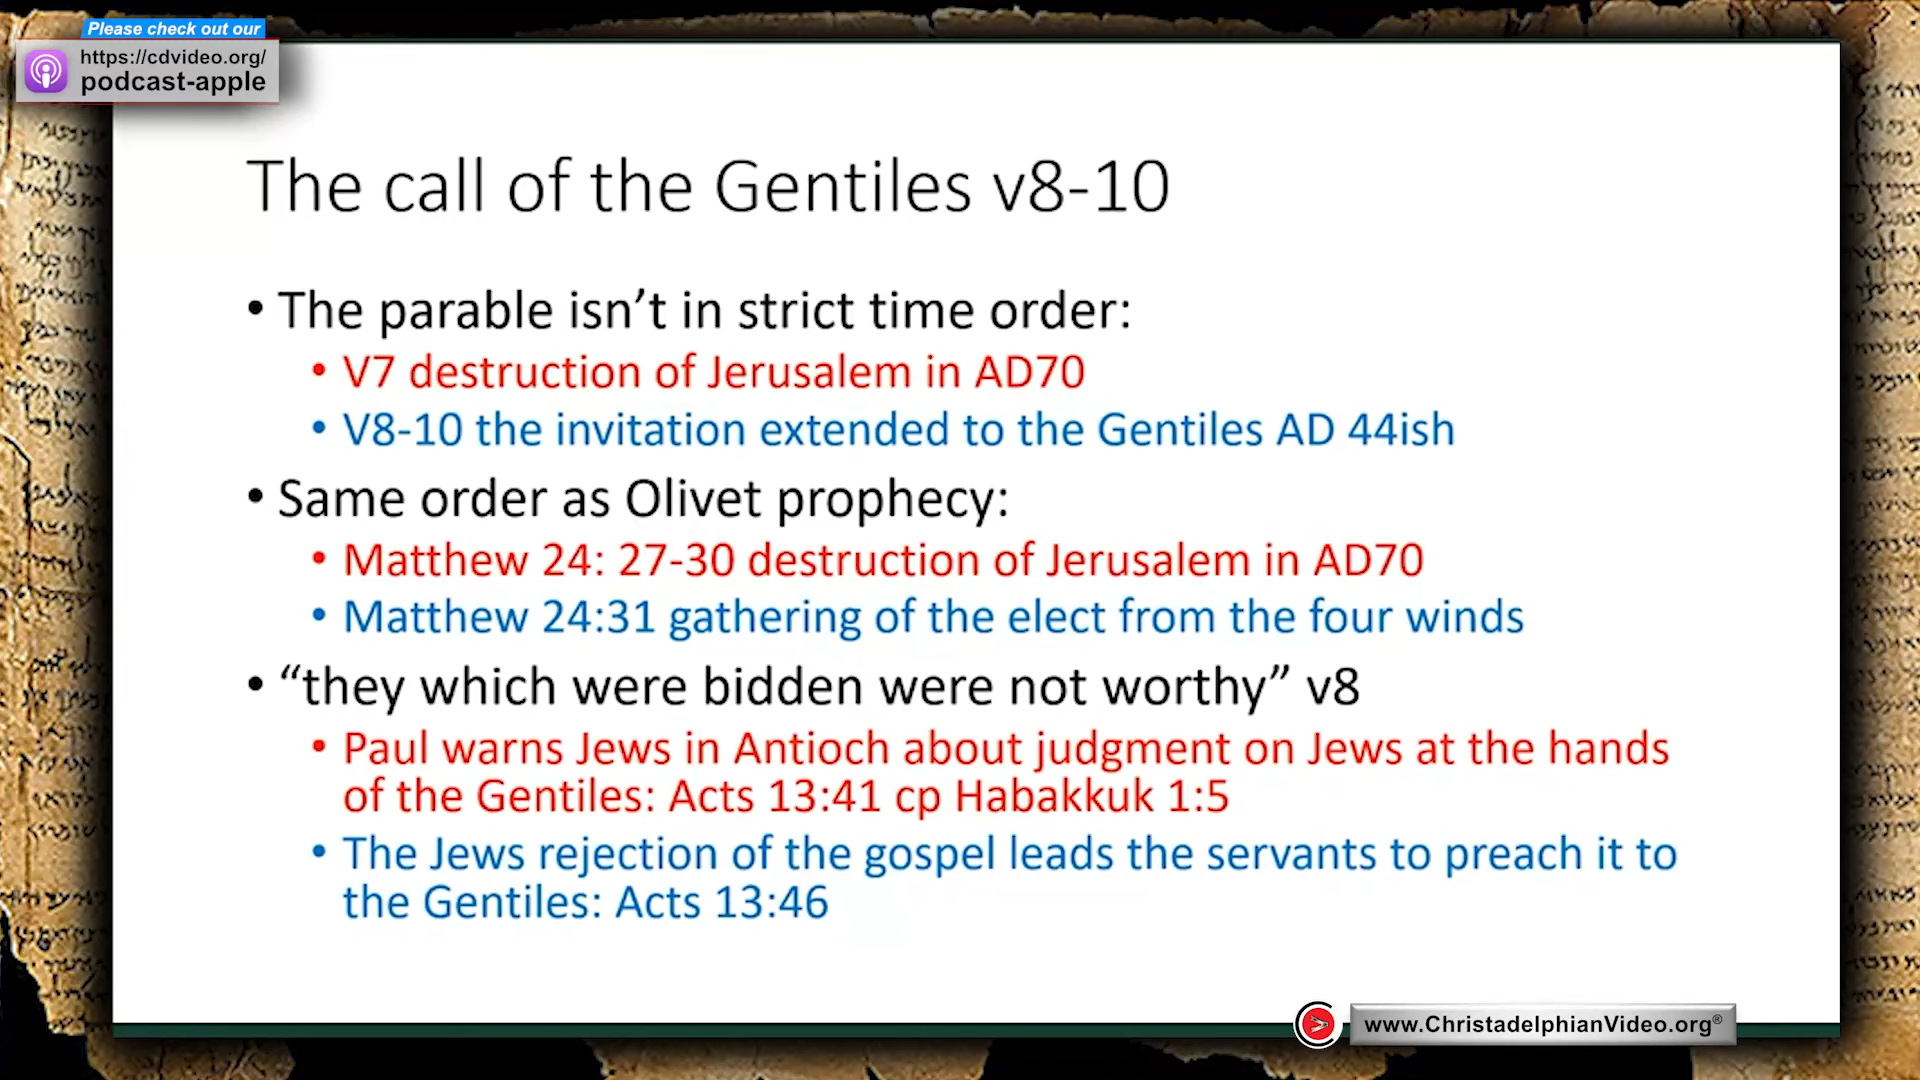 Please check out our
https://cdvideo.org/
podcast-apple
The call of the Gentiles v8-10
• The parable isn't in strict time order:
• V7 destruction of Jerusalem in AD70
• V8-10 the invitation extended to the Gentiles AD 44ish
• Same order as Olivet prophecy:
• Matthew 24: 27-30 destruction of Jerusalem in AD70
• Matthew 24:31 gathering of the elect from the four winds
• “they which were bidden were not worthy” v8
• Paul warns Jews in Antioch about judgment on Jews at the hands
of the Gentiles: Acts 13:41 cp Habakkuk 1:5
• The Jews rejection of the gospel leads the servants to preach it to
the Gentiles: Acts 13:46
www.ChristadelphianVideo.org®